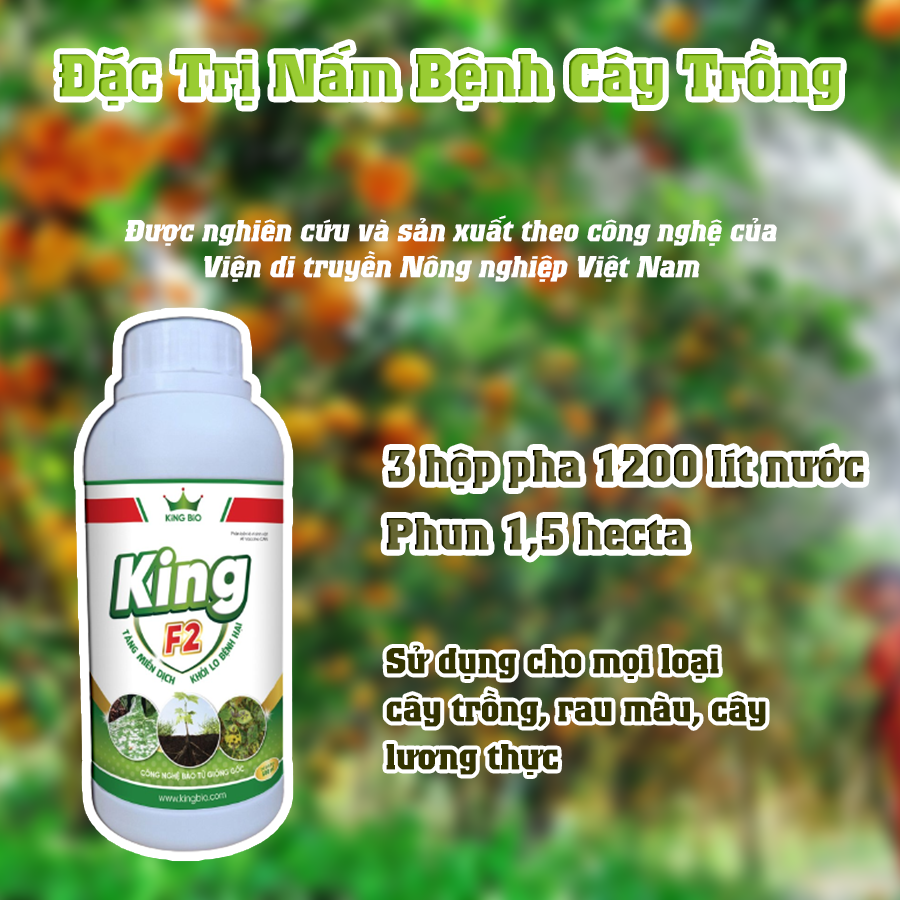 Đặc Trị Nấm Bệnh Cây Trồng
Được nghiên cứu và sản xuất theo công nghệ của
Viện di truyền Nông nghiệp Việt Nam
3 hộp pha 1200 lít nước
Phun 1,5 hecta
Sử dụng cho mọi loại
cây trồng, rau màu, cây
lương thực
KING BIO
King
F2
TĂNG MIỄN DỊCH KHỎI LO BỆNH HẠI
CÔNG NGHỆ BÀO TỬ GIỐNG GỐC
www.kingbio.com